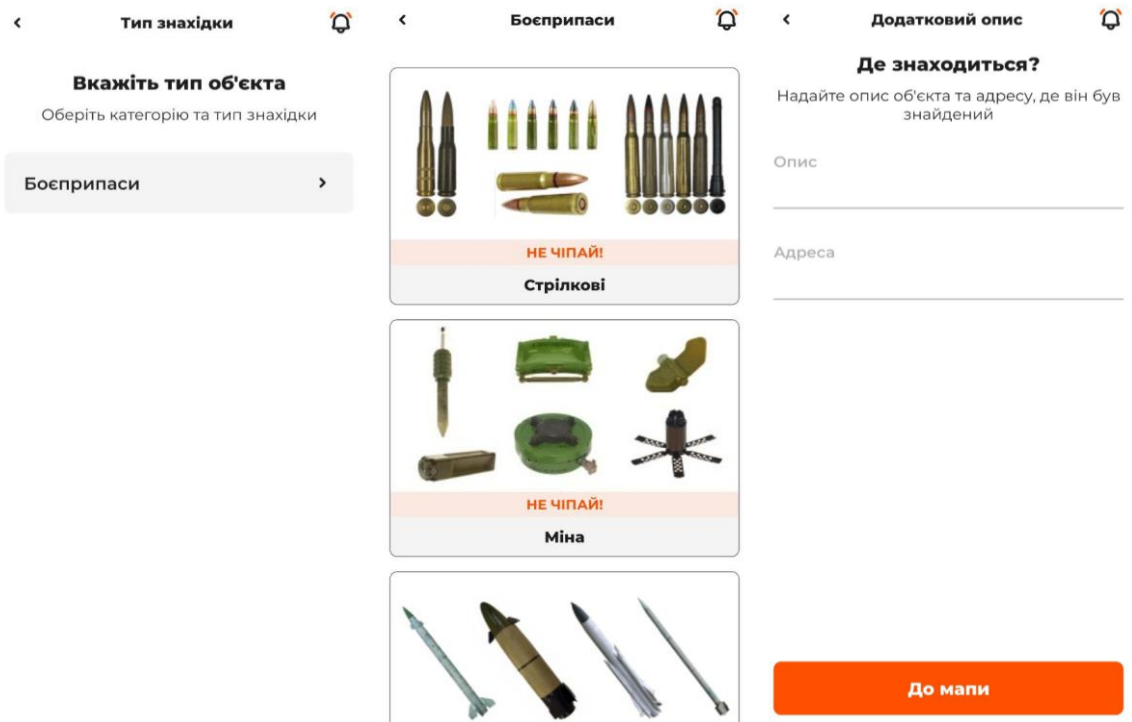 Тип знахідки
Вкажіть тип об'єкта
Оберіть категорію та тип знахідки
Боєприпаси
Боєприпаси
НЕ ЧІПАЙ!
Стрілкові
НЕ ЧІПАЙ!
Міна
Додатковий опис
Де знаходиться?
Надайте опис об'єкта та адресу, де він був
знайдений
Опис
Адреса
До мапи